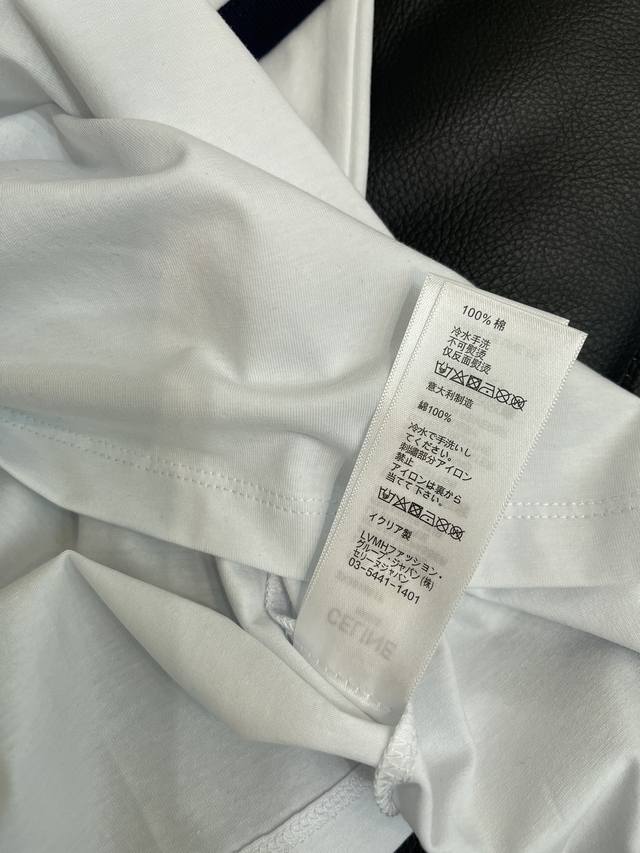 100% 棉
冷水手洗
不可熨烫
仅反面熨烫
意大利制造
綿100%
冷水で手洗いし
てください。
刺繍部分アイロン
禁止
アイロンは裏から
当てて下さい。
イクリア製
LVMHファッション・
グループ・ジャパン(株)
セリーヌジャパン
03-5441-1401
CELINE